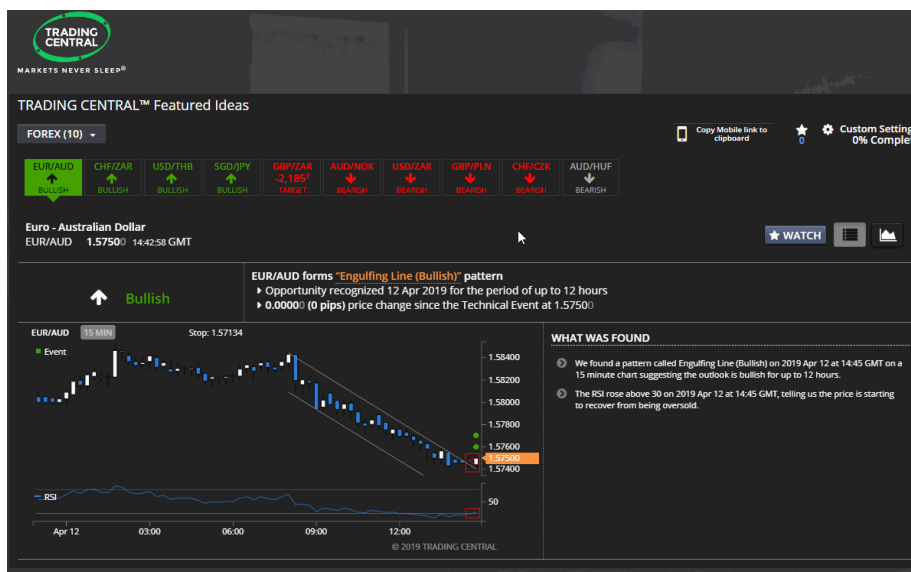 TRADING
CENTRAL
MARKETS NEVER SLEEP®
TRADING CENTRAL™ Featured Ideas
FOREX (10)
Copy Mobile link to
clipboard
0
Custom Setting
0% Complet
EUR/AUD
BULLISH
CHF/ZAR
BULLISH
USD/THB
BULLISH
SGD/JPY
BULLISH
GBP/ZAR
-2,185⁷
TARGET
AUD/NOK
BEARISH
USD/ZAR
BEARISH
GBP/PLN
BEARISH
CHF/CZK
BEARISH
AUD/HUF
BEARISH
Euro - Australian Dollar
EUR/AUD 1.57500 14:42:58 GMT
WATCH
Bullish
EUR/AUD forms "Engulfing Line (Bullish)" pattern
Opportunity recognized 12 Apr 2019 for the period of up to 12 hours
0.00000 (0 pips) price change since the Technical Event at 1.57500
EUR/AUD 15 MIN Stop: 1.57134
Event
1.58400
1.58200
1.58000
1.57800
1.57600
1.57500
1.57400
RSI
50
Apr 12 03:00 06:00 09:00 12:00
© 2019 TRADING CENTRAL
WHAT WAS FOUND
We found a pattern called Engulfing Line (Bullish) on 2019 Apr 12 at 14:45 GMT on a
15 minute chart suggesting the outlook is bullish for up to 12 hours.
The RSI rose above 30 on 2019 Apr 12 at 14:45 GMT, telling us the price is starting
to recover from being oversold.